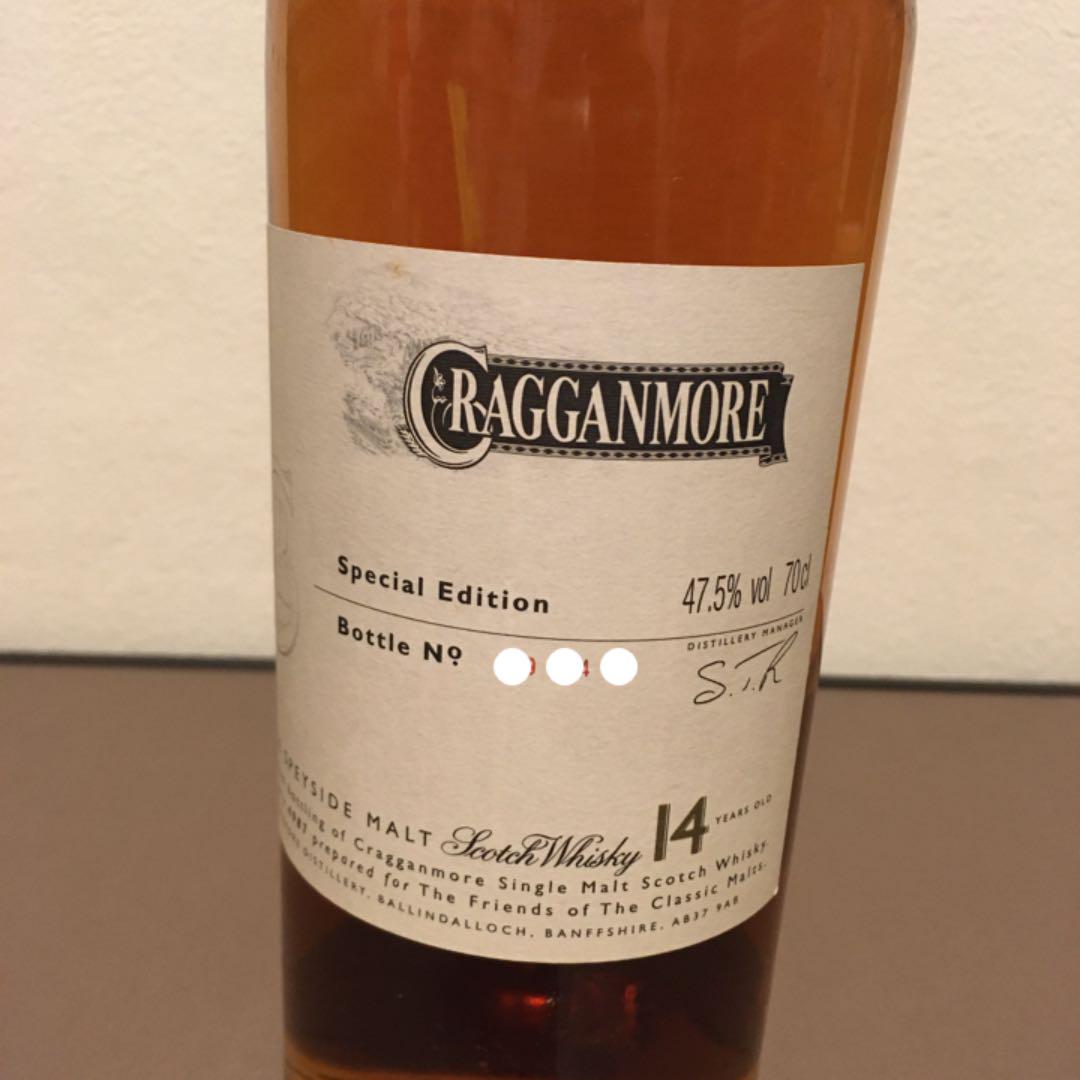 CRAGGANMORE
Special Edition
47.5% vol 70cl
Bottle Nº
DISTILLERY MANAGER
S.T.R
SPEYSIDE MALT Scotch Whisky 14 YEARS OLD
bottling of Cragganmore Single Malt Scotch Whisky.
prepared for The Friends of The Classic Malts.
DISTILLERY, BALLINDALLOCH, BANFFSHIRE, AB37 9AB